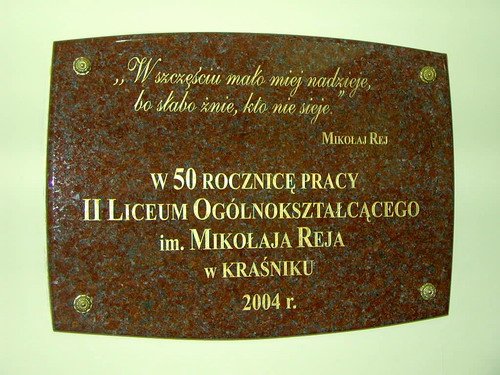 „W szczęściu mało miej nadzieje,
bo słabo żnie, kto nie sieje."
MIKOŁAJ REJ
W 50 ROCZNICĘ PRACY
II LICEUM OGÓLNOKSZTAŁCĄCEGO
im. MIKOŁAJA REJA
W KRAŚNIKU
2004 r.